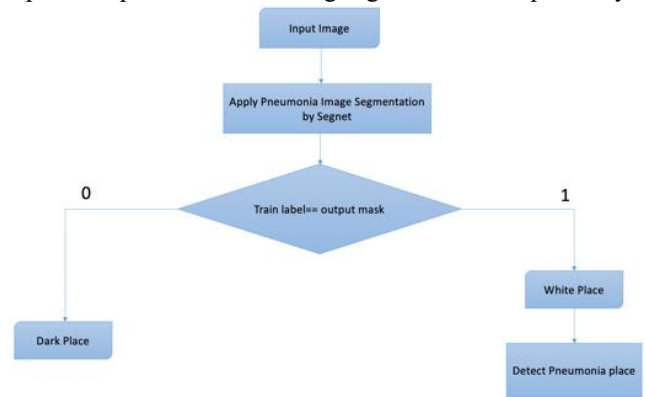 Input Image
Apply Pneumonia Image Segmentation
by Segnet
Train label== output mask
0
1
White Place
Dark Place
Detect Pneumonia place